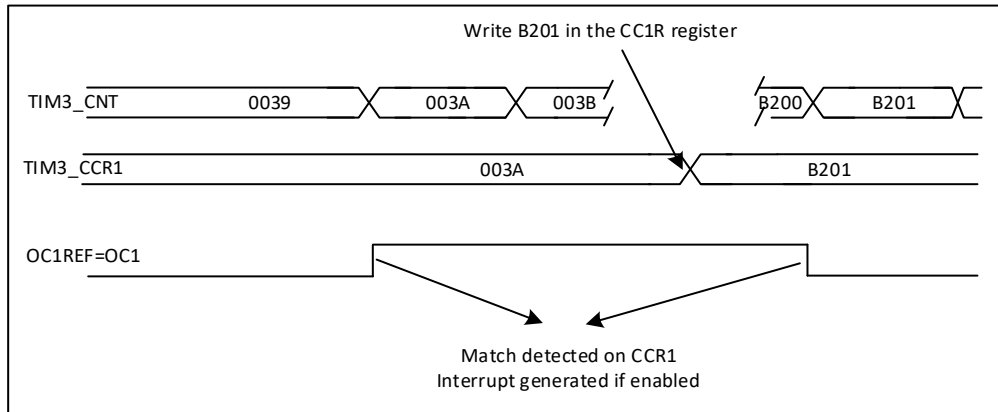 Write B201 in the CC1R register
TIM3_CNT 0039 003A 003B B200 B201
TIM3_CCR1 003A B201
OC1REF=OC1
Match detected on CCR1
Interrupt generated if enabled